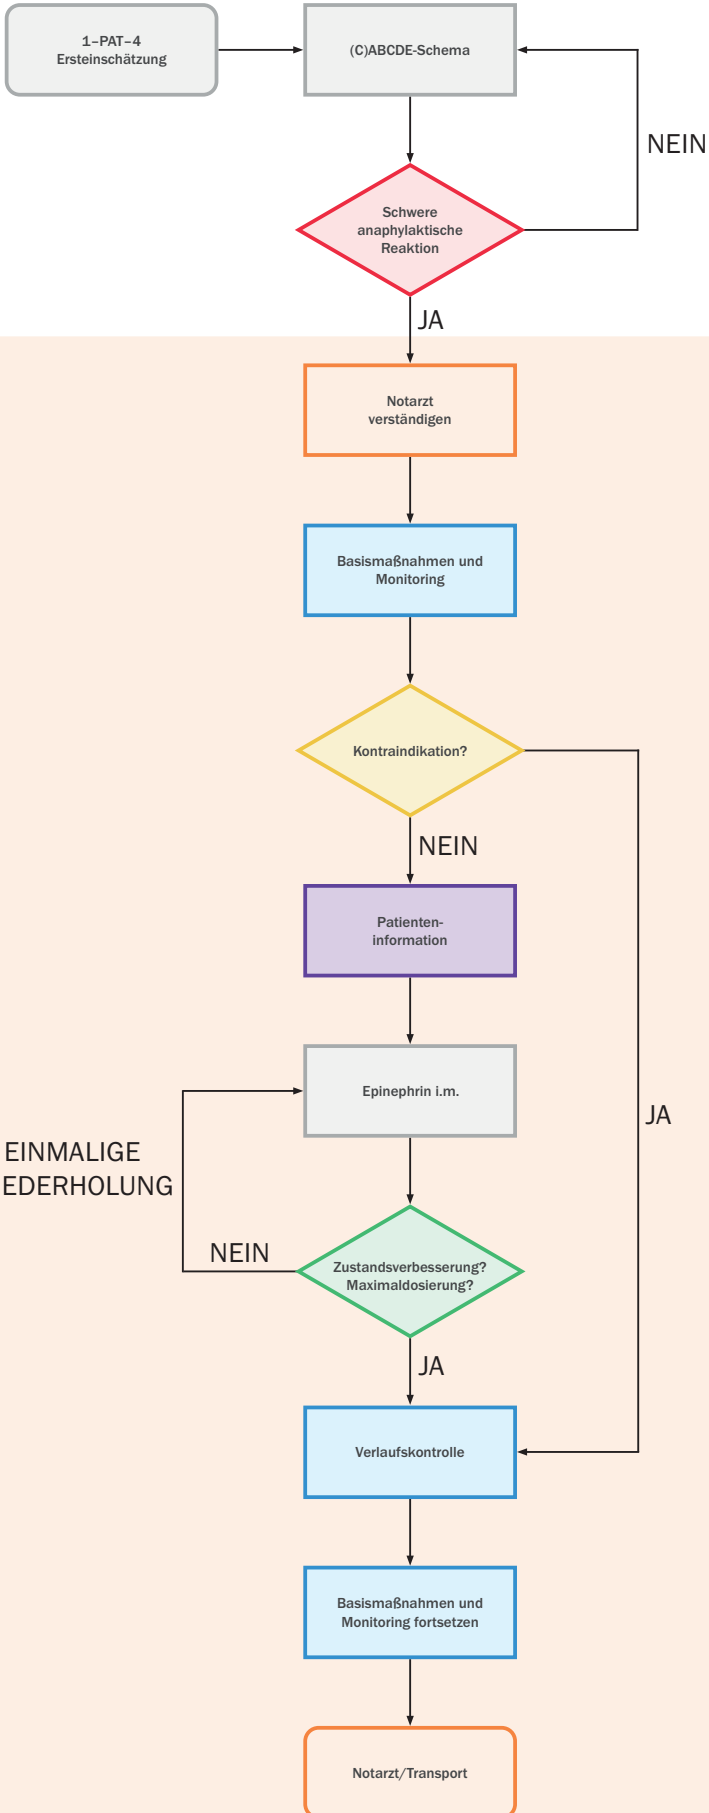 1–PAT–4
Ersteinschätzung
(C)ABCDE-Schema
NEIN
Schwere
anaphylaktische
Reaktion
JA
Notarzt
verständigen
Basismaßnahmen und
Monitoring
Kontraindikation?
NEIN
Patienten-
information
Epinephrin i.m.
JA
EINMALIGE
EDERHOLUNG
NEIN
Zustandsverbesserung?
Maximaldosierung?
JA
Verlaufskontrolle
Basismaßnahmen und
Monitoring fortsetzen
Notarzt/Transport